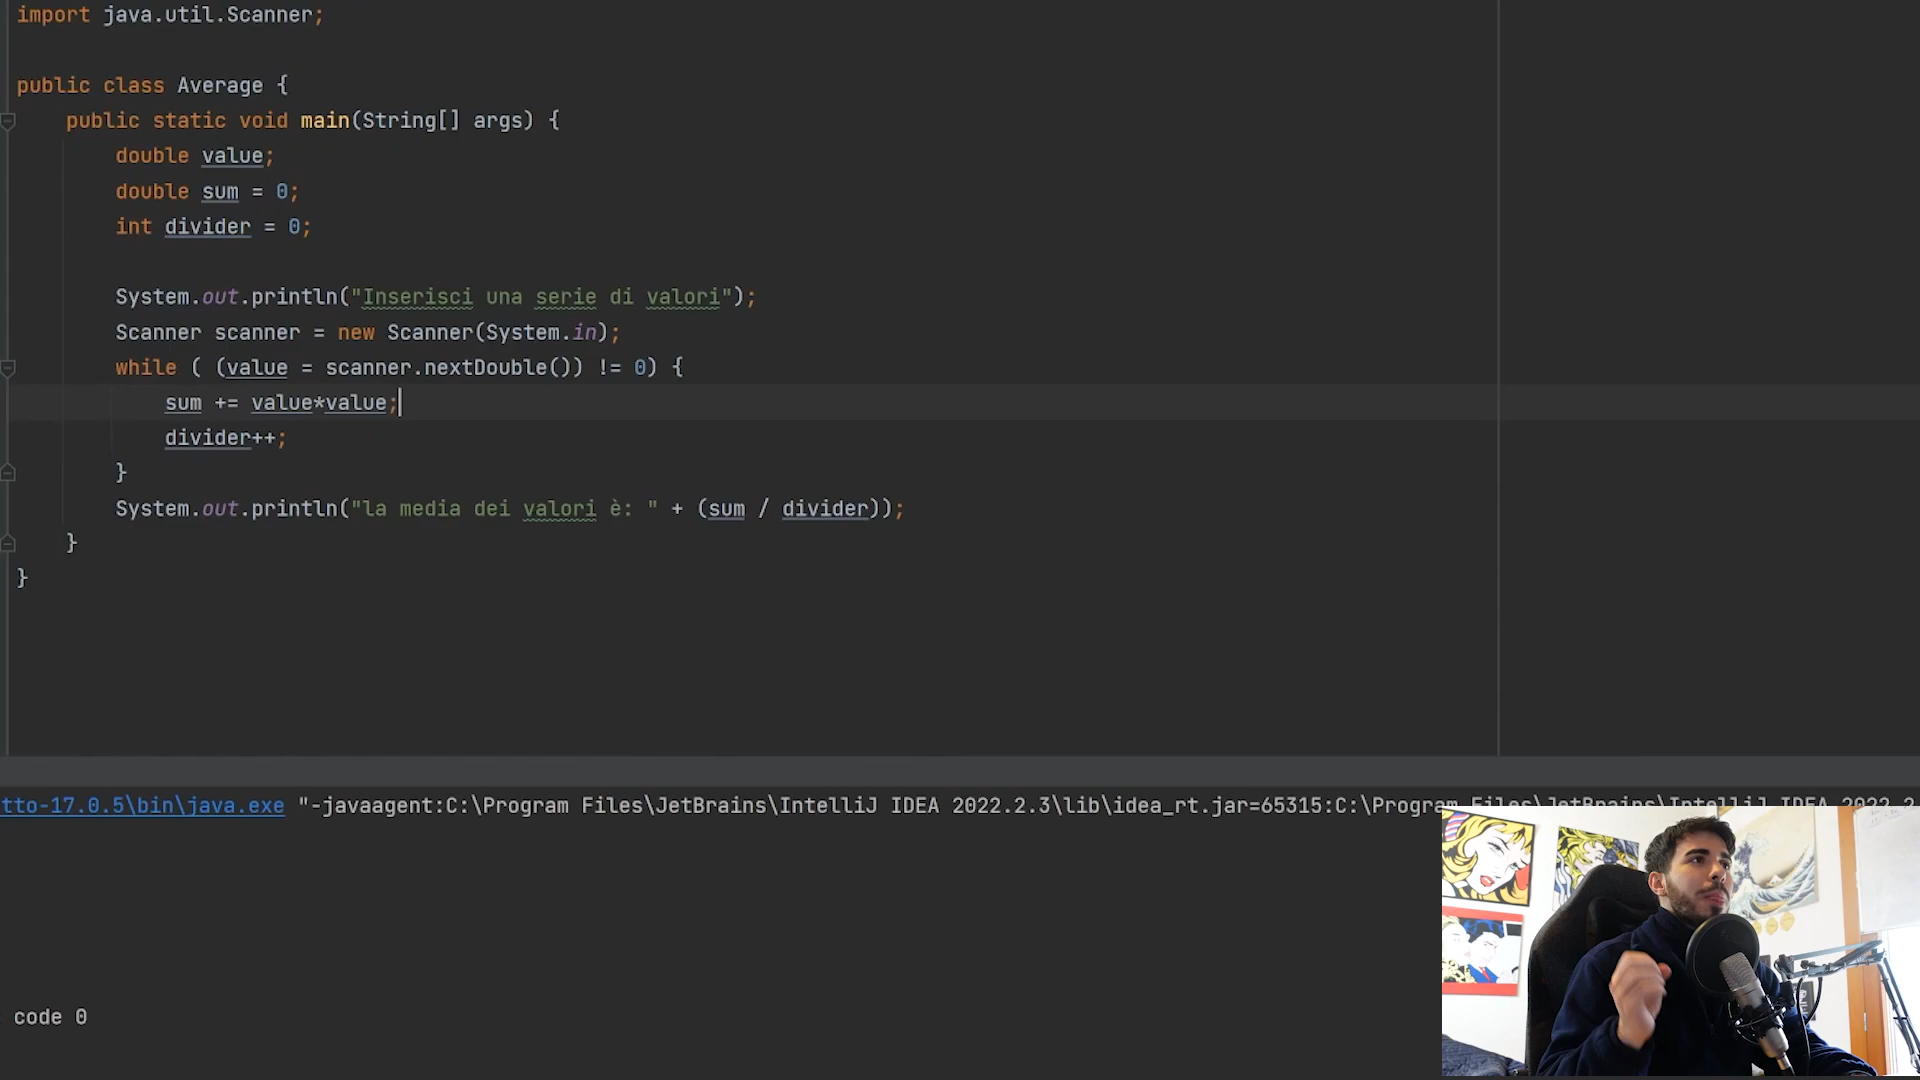 import java.util.Scanner;
public class Average {
public static void main(String[] args) {
double value;
double sum = 0;
int divider = 0;
System.out.println("Inserisci una serie di valori");
Scanner scanner = new Scanner(System.in);
while ( (value = scanner.nextDouble()) != 0) {
sum += value*value;
divider++;
}
System.out.println("la media dei valori è: " + (sum / divider));
}
}
tto-17.0.5\bin\java.exe "-javaagent:C:\Program Files\JetBrains\IntelliJ IDEA 2022.2.3\lib\idea_rt.jar=65315:C:\Program Files\JetBrains\IntelliJ IDEA 2022.2
code 0